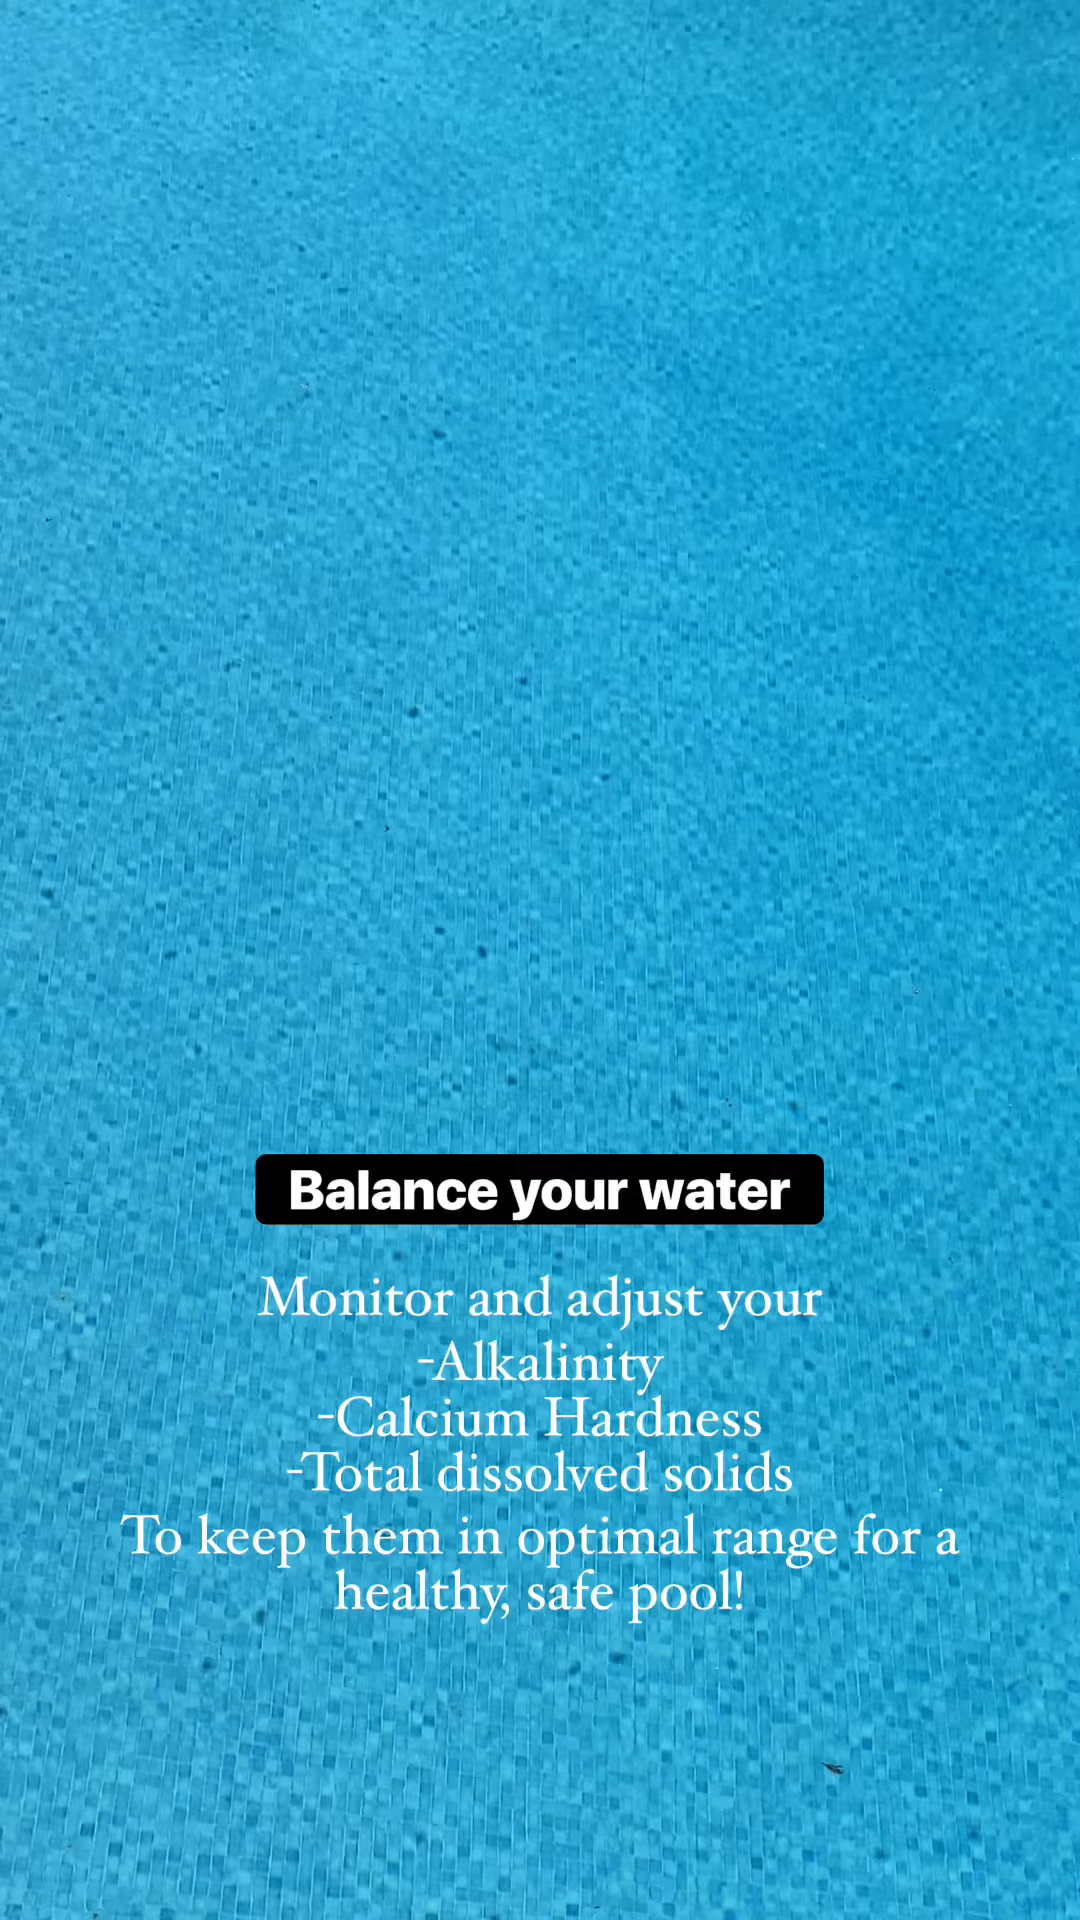 Balance your water
Monitor and adjust your
-Alkalinity
-Calcium Hardness
-Total dissolved solids
To keep them in optimal range for a
healthy, safe pool!